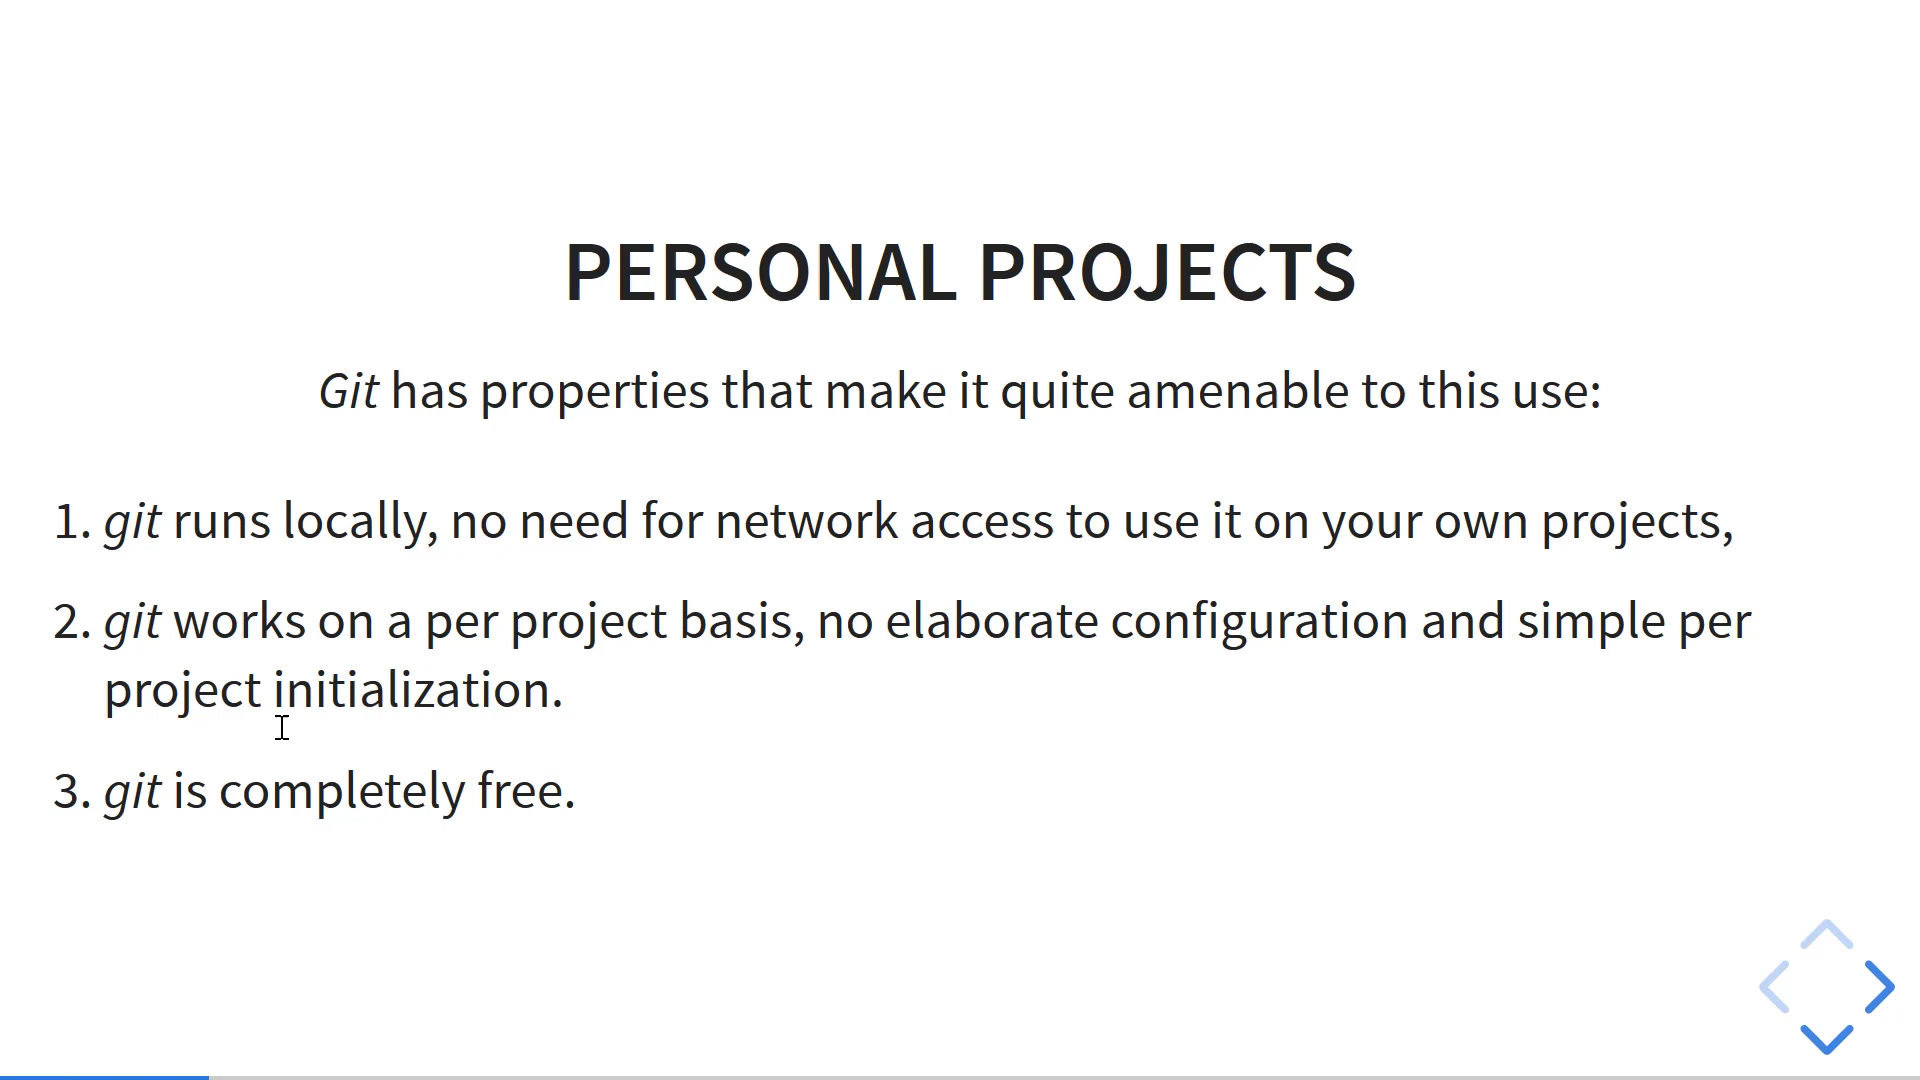 PERSONAL PROJECTS
Git has properties that make it quite amenable to this use:
1. git runs locally, no need for network access to use it on your own projects,
2. git works on a per project basis, no elaborate configuration and simple per
project initialization.
3. git is completely free.